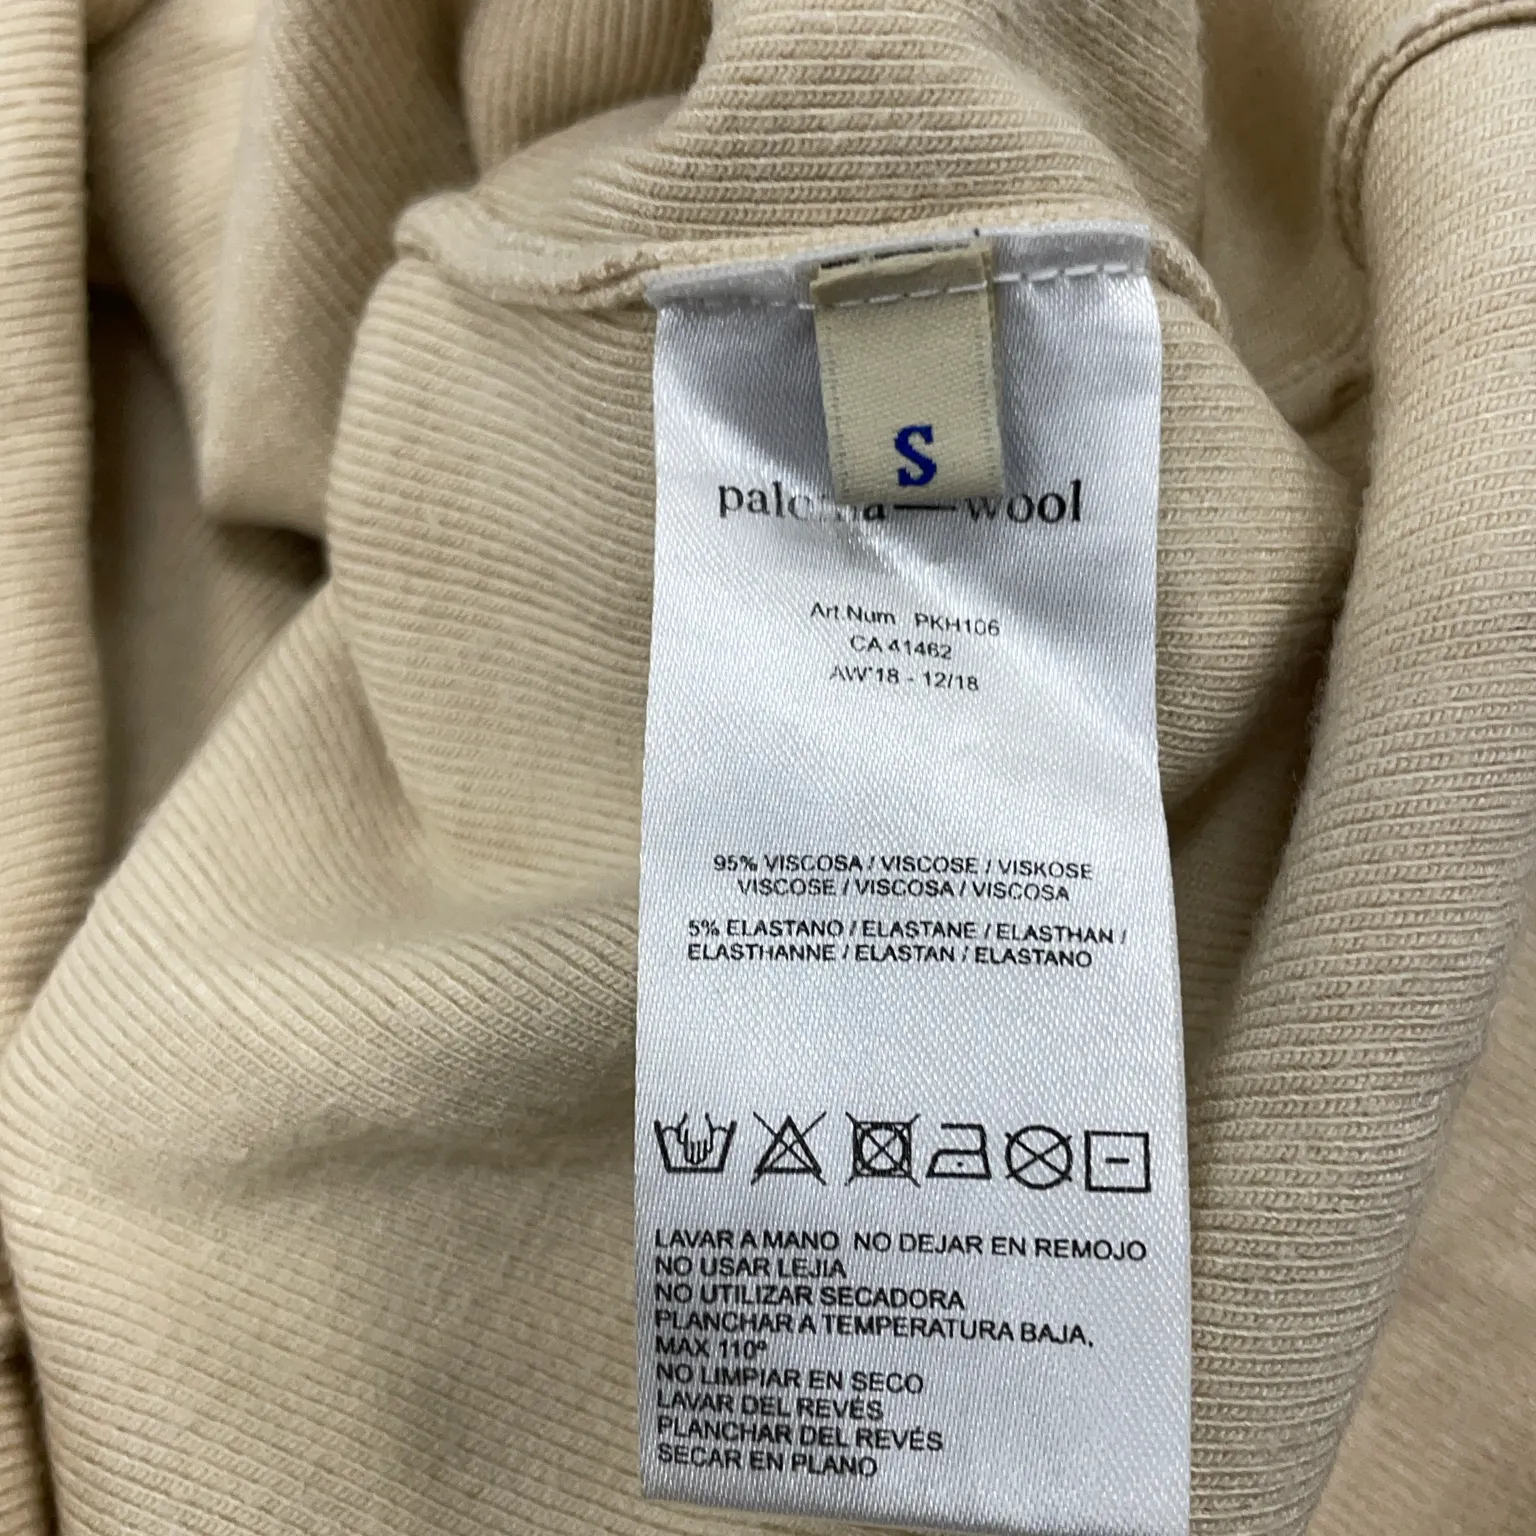 S
paloma—wool
Art.Num PKH106
CA 41462
AW'18 - 12/18
95% VISCOSA / VISCOSE / VISKOSE
VISCOSE / VISCOSA / VISCOSA
5% ELASTANO / ELASTANE / ELASTHAN /
ELASTHANNE / ELASTAN / ELASTANO
LAVAR A MANO NO DEJAR EN REMOJO
NO USAR LEJIA
NO UTILIZAR SECADORA
PLANCHAR A TEMPERATURA BAJA,
MAX 110º
NO LIMPIAR EN SECO
LAVAR DEL REVÉS
PLANCHAR DEL REVÉS
SECAR EN PLANO